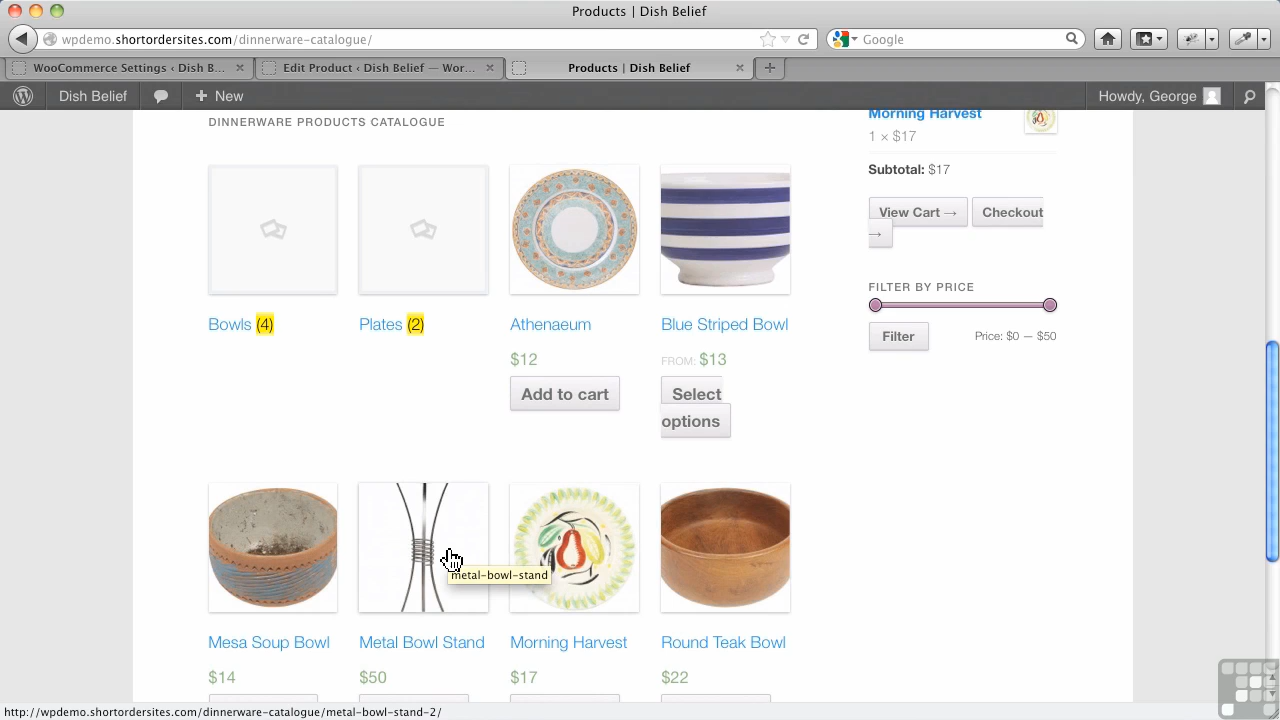 Products | Dish Belief
wpdemo.shortordersites.com/dinnerware-catalogue/
Google
WooCommerce Settings ‹ Dish B...
Edit Product ‹ Dish Belief — Wor...
Products | Dish Belief
Dish Belief
+ New
Howdy, George
DINNERWARE PRODUCTS CATALOGUE
Morning Harvest
1 × $17
Subtotal: $17
View Cart →
Checkout
→
FILTER BY PRICE
Filter
Price: $0 — $50
Bowls (4)
Plates (2)
Athenaeum
Blue Striped Bowl
$12
FROM: $13
Add to cart
Select
options
metal-bowl-stand
Mesa Soup Bowl
Metal Bowl Stand
Morning Harvest
Round Teak Bowl
$14
$50
$17
$22
http://wpdemo.shortordersites.com/dinnerware-catalogue/metal-bowl-stand-2/